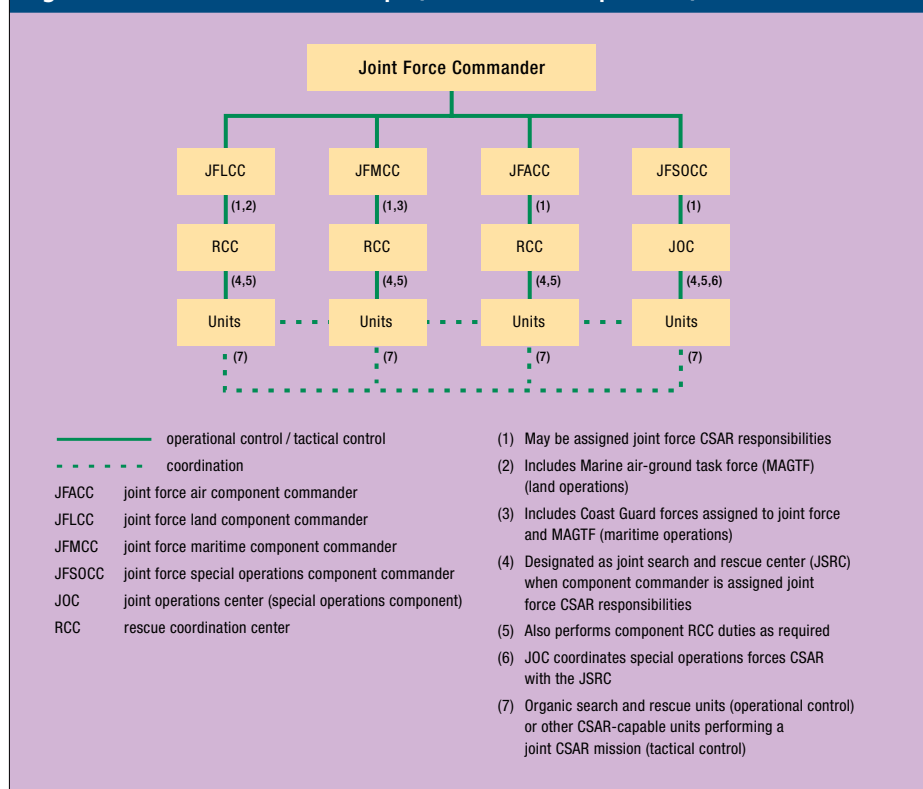 Joint Force Commander
JFLCC JFMCC JFACC JFSOCC
(1,2) (1,3) (1) (1)
RCC RCC RCC JOC
(4,5) (4,5) (4,5) (4,5,6)
Units Units Units Units
(7) (7) (7) (7)
operational control / tactical control
coordination
JFACC joint force air component commander
JFLCC joint force land component commander
JFMCC joint force maritime component commander
JFSOCC joint force special operations component commander
JOC joint operations center (special operations component)
RCC rescue coordination center
(1) May be assigned joint force CSAR responsibilities
(2) Includes Marine air-ground task force (MAGTF)
(land operations)
(3) Includes Coast Guard forces assigned to joint force
and MAGTF (maritime operations)
(4) Designated as joint search and rescue center (JSRC)
when component commander is assigned joint
force CSAR responsibilities
(5) Also performs component RCC duties as required
(6) JOC coordinates special operations forces CSAR
with the JSRC
(7) Organic search and rescue units (operational control)
or other CSAR-capable units performing a
joint CSAR mission (tactical control)